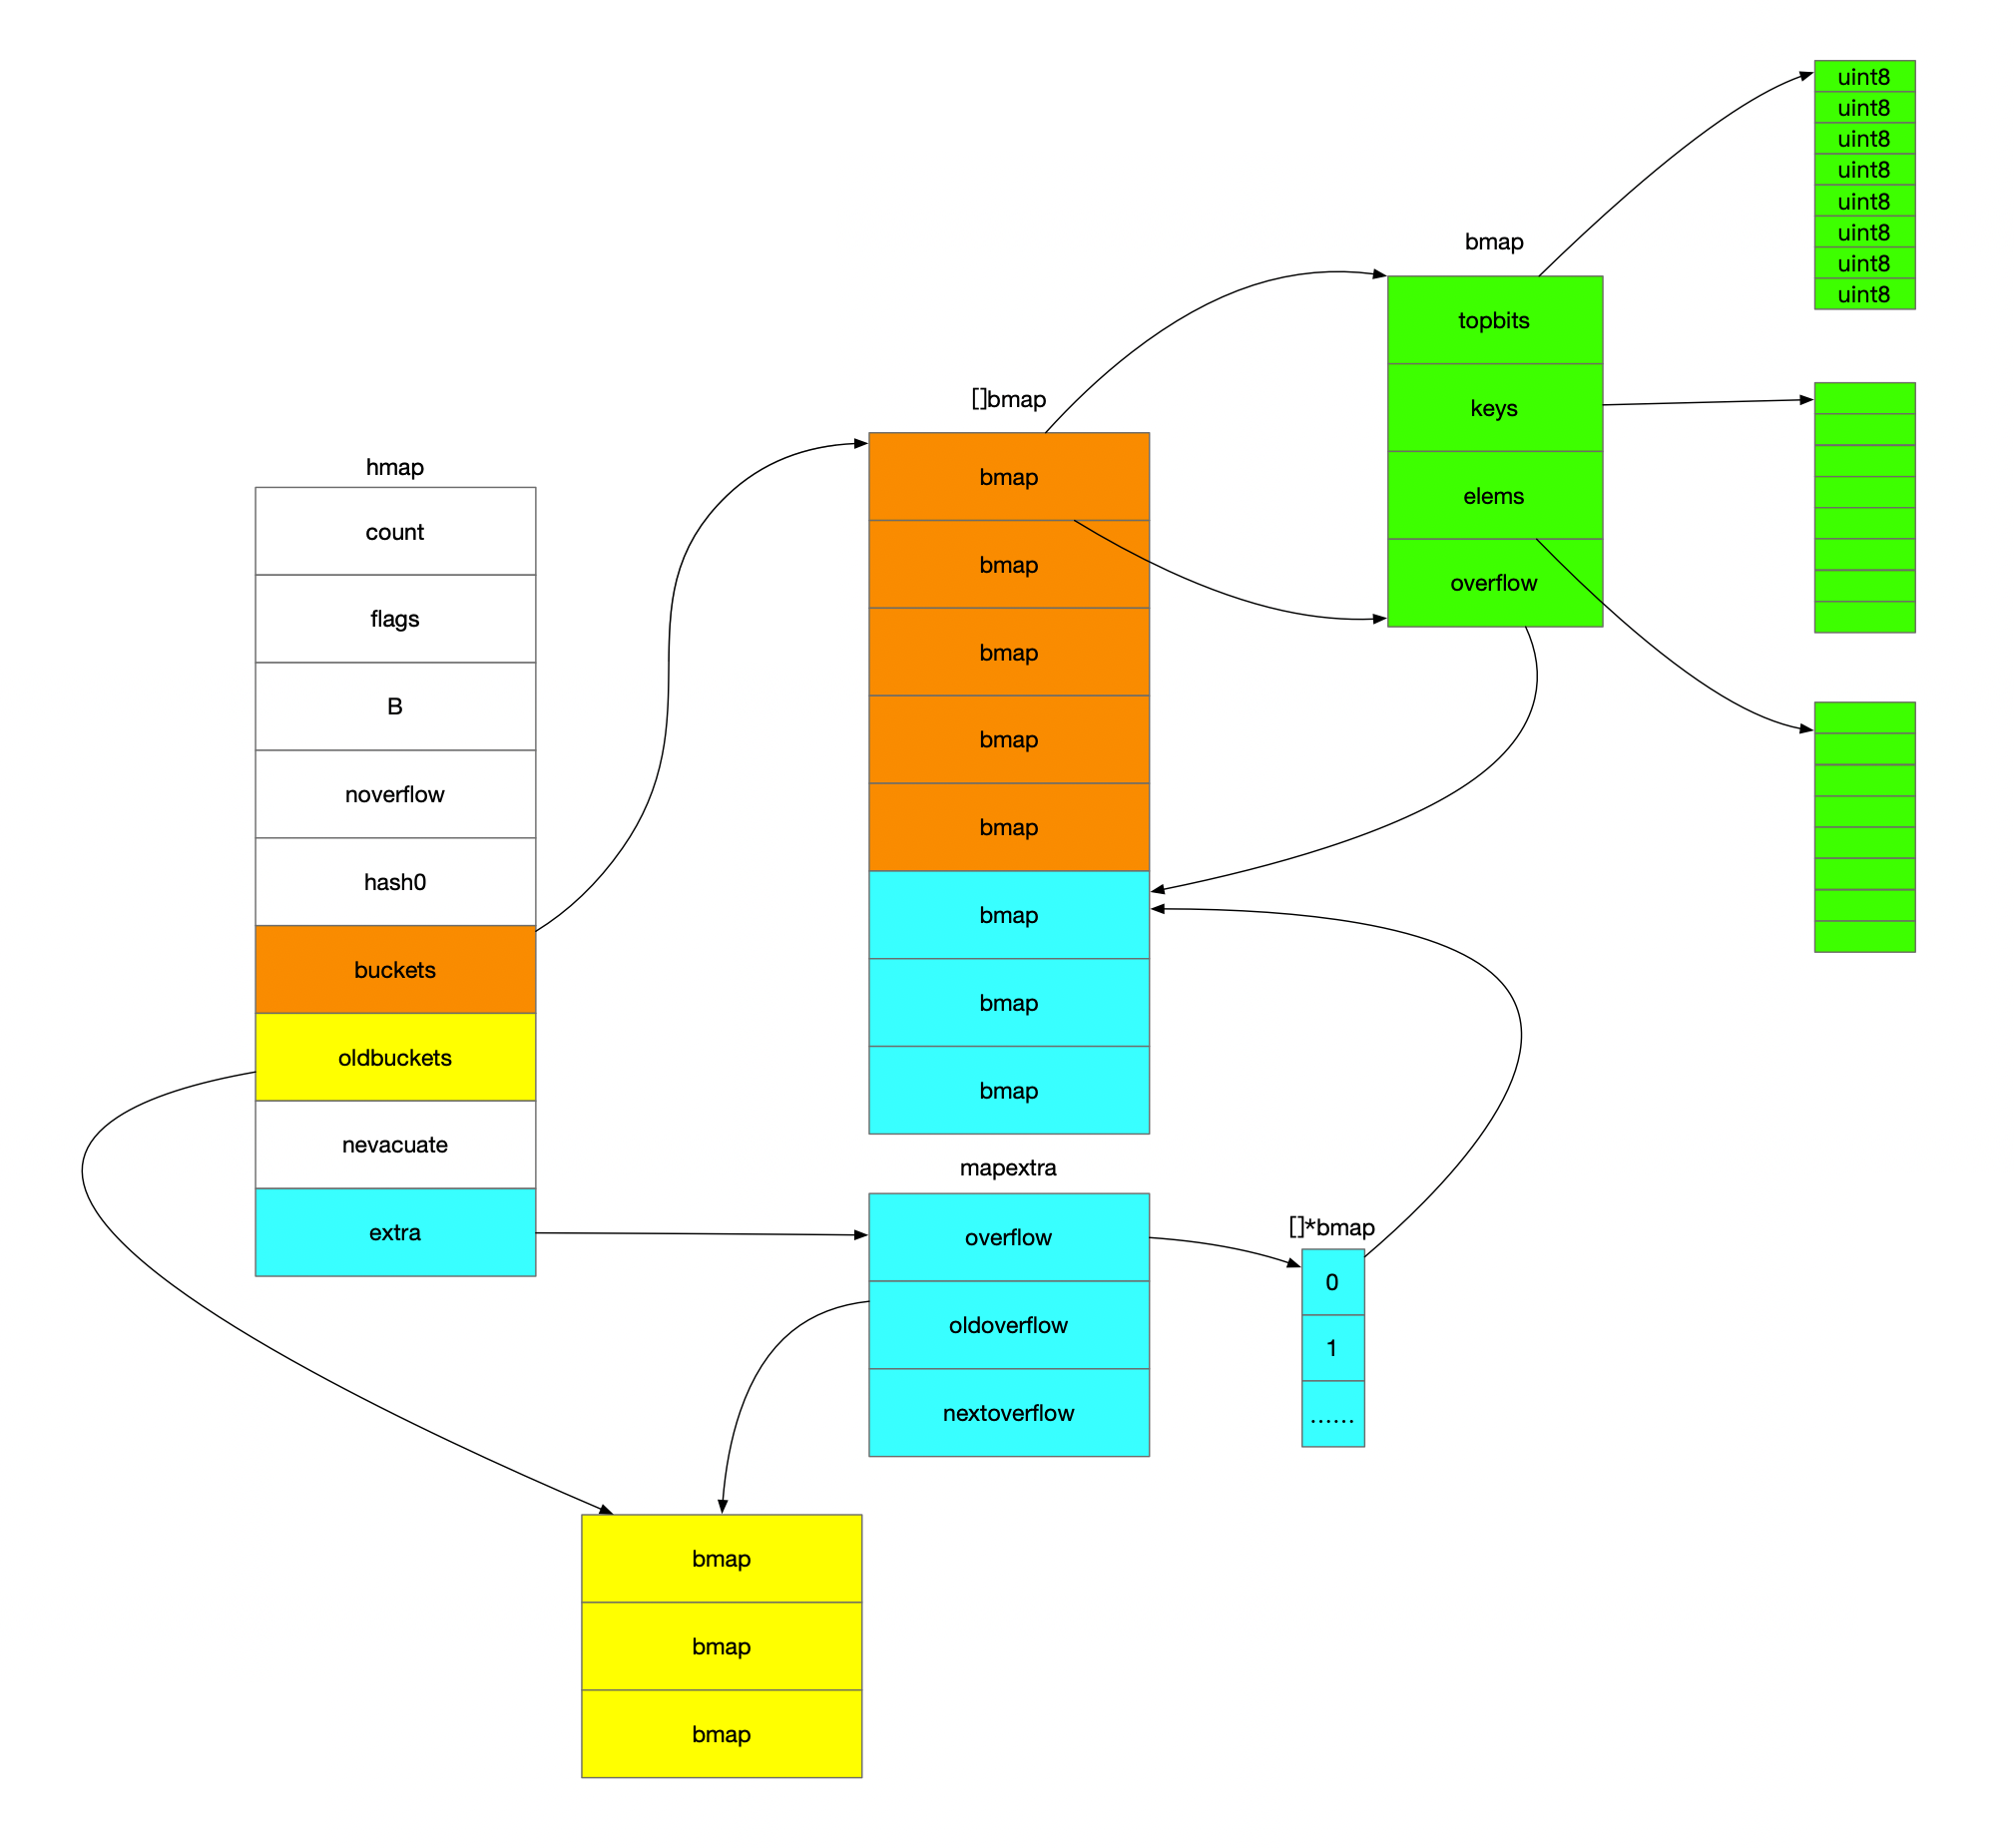 hmap
count
flags
B
noverflow
hash0
buckets
oldbuckets
nevacuate
extra
[]bmap
bmap
bmap
bmap
bmap
bmap
bmap
bmap
bmap
mapextra
overflow
oldoverflow
nextoverflow
[]*bmap
0
1
......
bmap
topbits
keys
elems
overflow
uint8
uint8
uint8
uint8
uint8
uint8
uint8
uint8
bmap
bmap
bmap